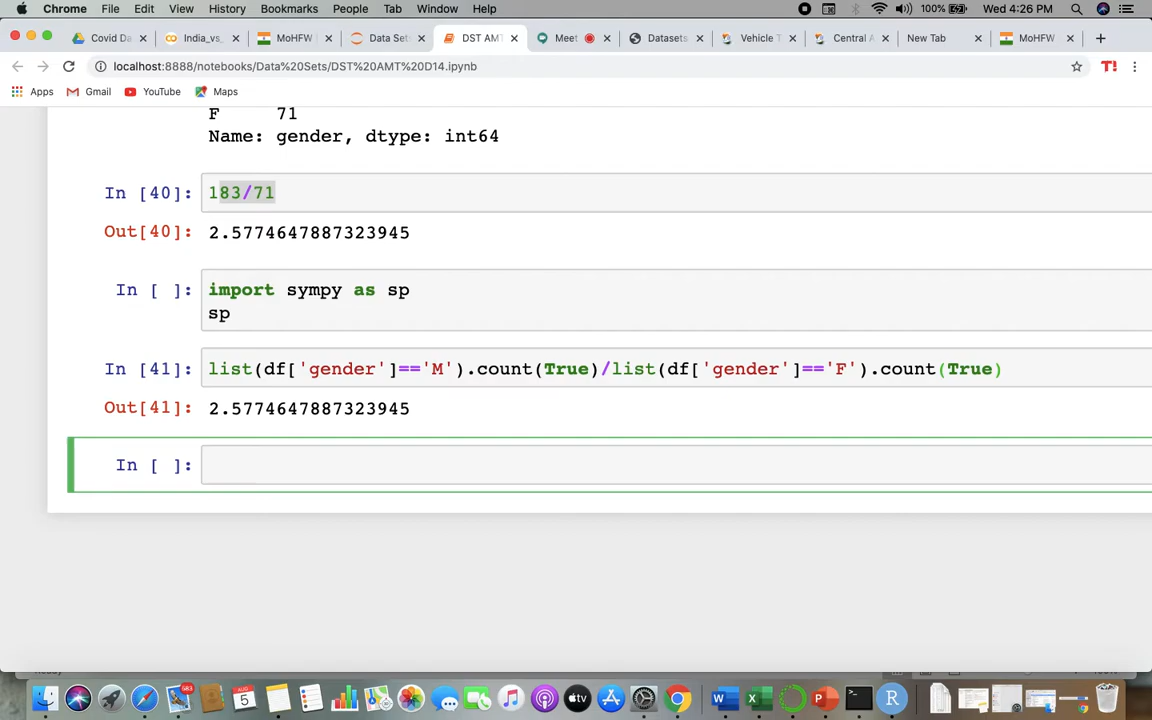 Chrome File Edit View History Bookmarks People Tab Window Help 100% Wed 4:26 PM
Covid Da India_vs_ MoHFW Data Set DST AMT Meet Datasets Vehicle T Central A New Tab MoHFW
localhost:8888/notebooks/Data%20Sets/DST%20AMT%20D14.ipynb T!
Apps Gmail YouTube Maps
F 71
Name: gender, dtype: int64
In [40]: 183/71
Out[40]: 2.5774647887323945
In [ ]: import sympy as sp
sp
In [41]: list(df['gender']=='M').count(True)/list(df['gender']=='F').count(True)
Out[41]: 2.5774647887323945
In [ ]:
583 AUG 5 tv W X P >_ R